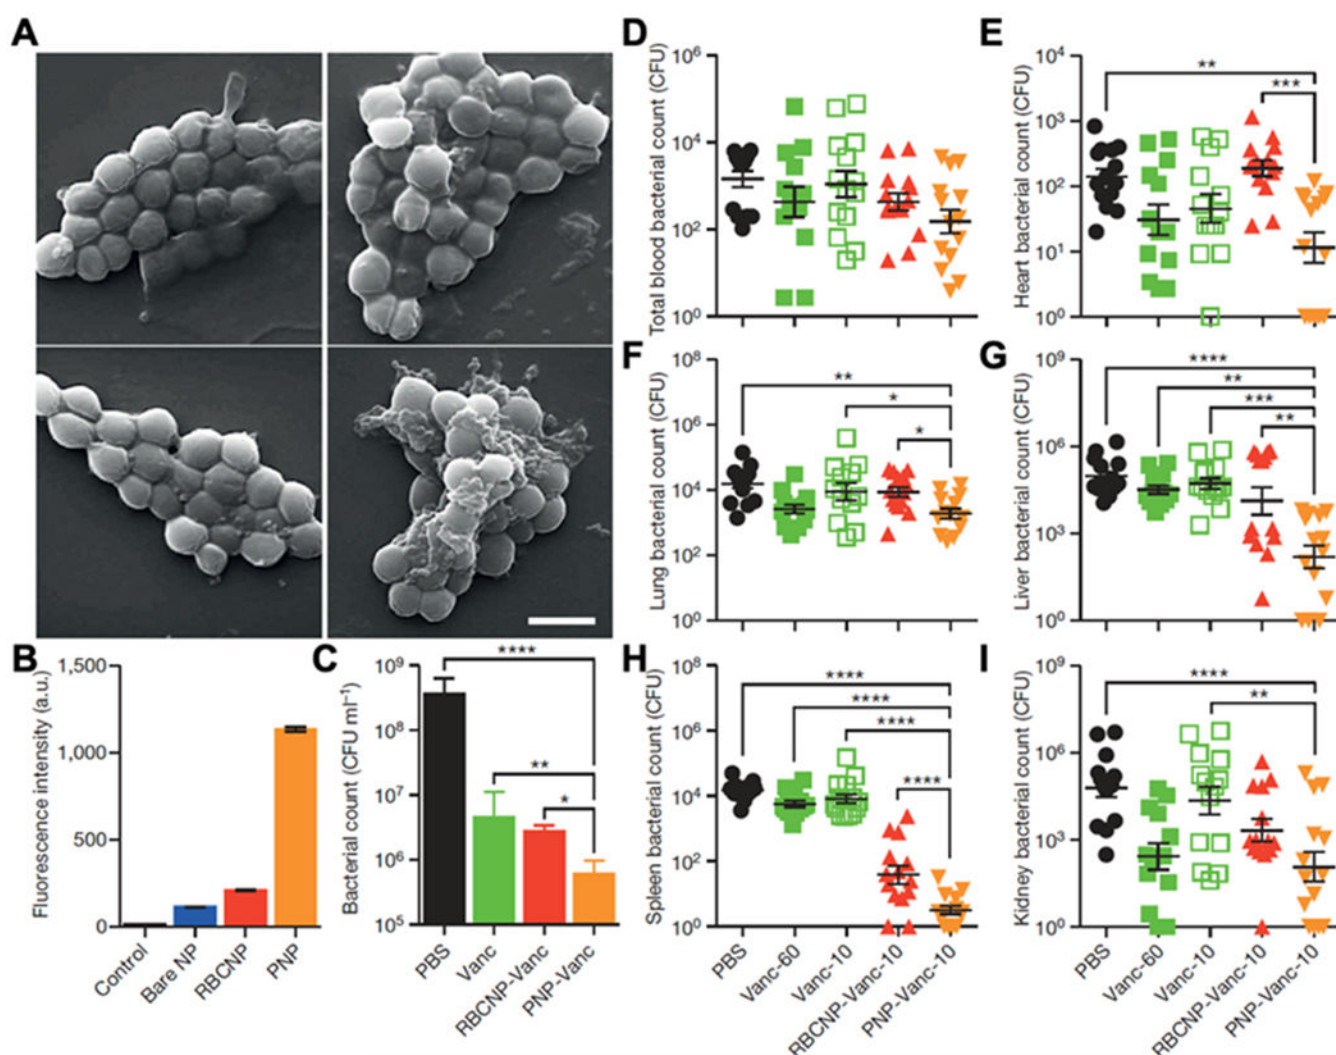 A
B
1,500
1,000
500
0
Fluorescence intensity (a.u.)
Control
Bare NP
RBCNP
PNP
C
10⁹
10⁸
10⁷
10⁶
10⁵
Bacterial count (CFU ml⁻¹)
****
**
*
PBS
Vanc
RBCNP-Vanc
PNP-Vanc
D
10⁶
10⁴
10²
10⁰
Total blood bacterial count (CFU)
E
10⁴
10³
10²
10¹
10⁰
Heart bacterial count (CFU)
**
***
F
10⁸
10⁶
10⁴
10²
10⁰
Lung bacterial count (CFU)
**
*
*
G
10⁹
10⁶
10³
10⁰
Liver bacterial count (CFU)
****
**
***
**
H
10⁸
10⁶
10⁴
10²
10⁰
Spleen bacterial count (CFU)
****
****
****
****
PBS
Vanc-60
Vanc-10
RBCNP-Vanc-10
PNP-Vanc-10
I
10⁹
10⁶
10³
10⁰
Kidney bacterial count (CFU)
****
**
PBS
Vanc-60
Vanc-10
RBCNP-Vanc-10
PNP-Vanc-10